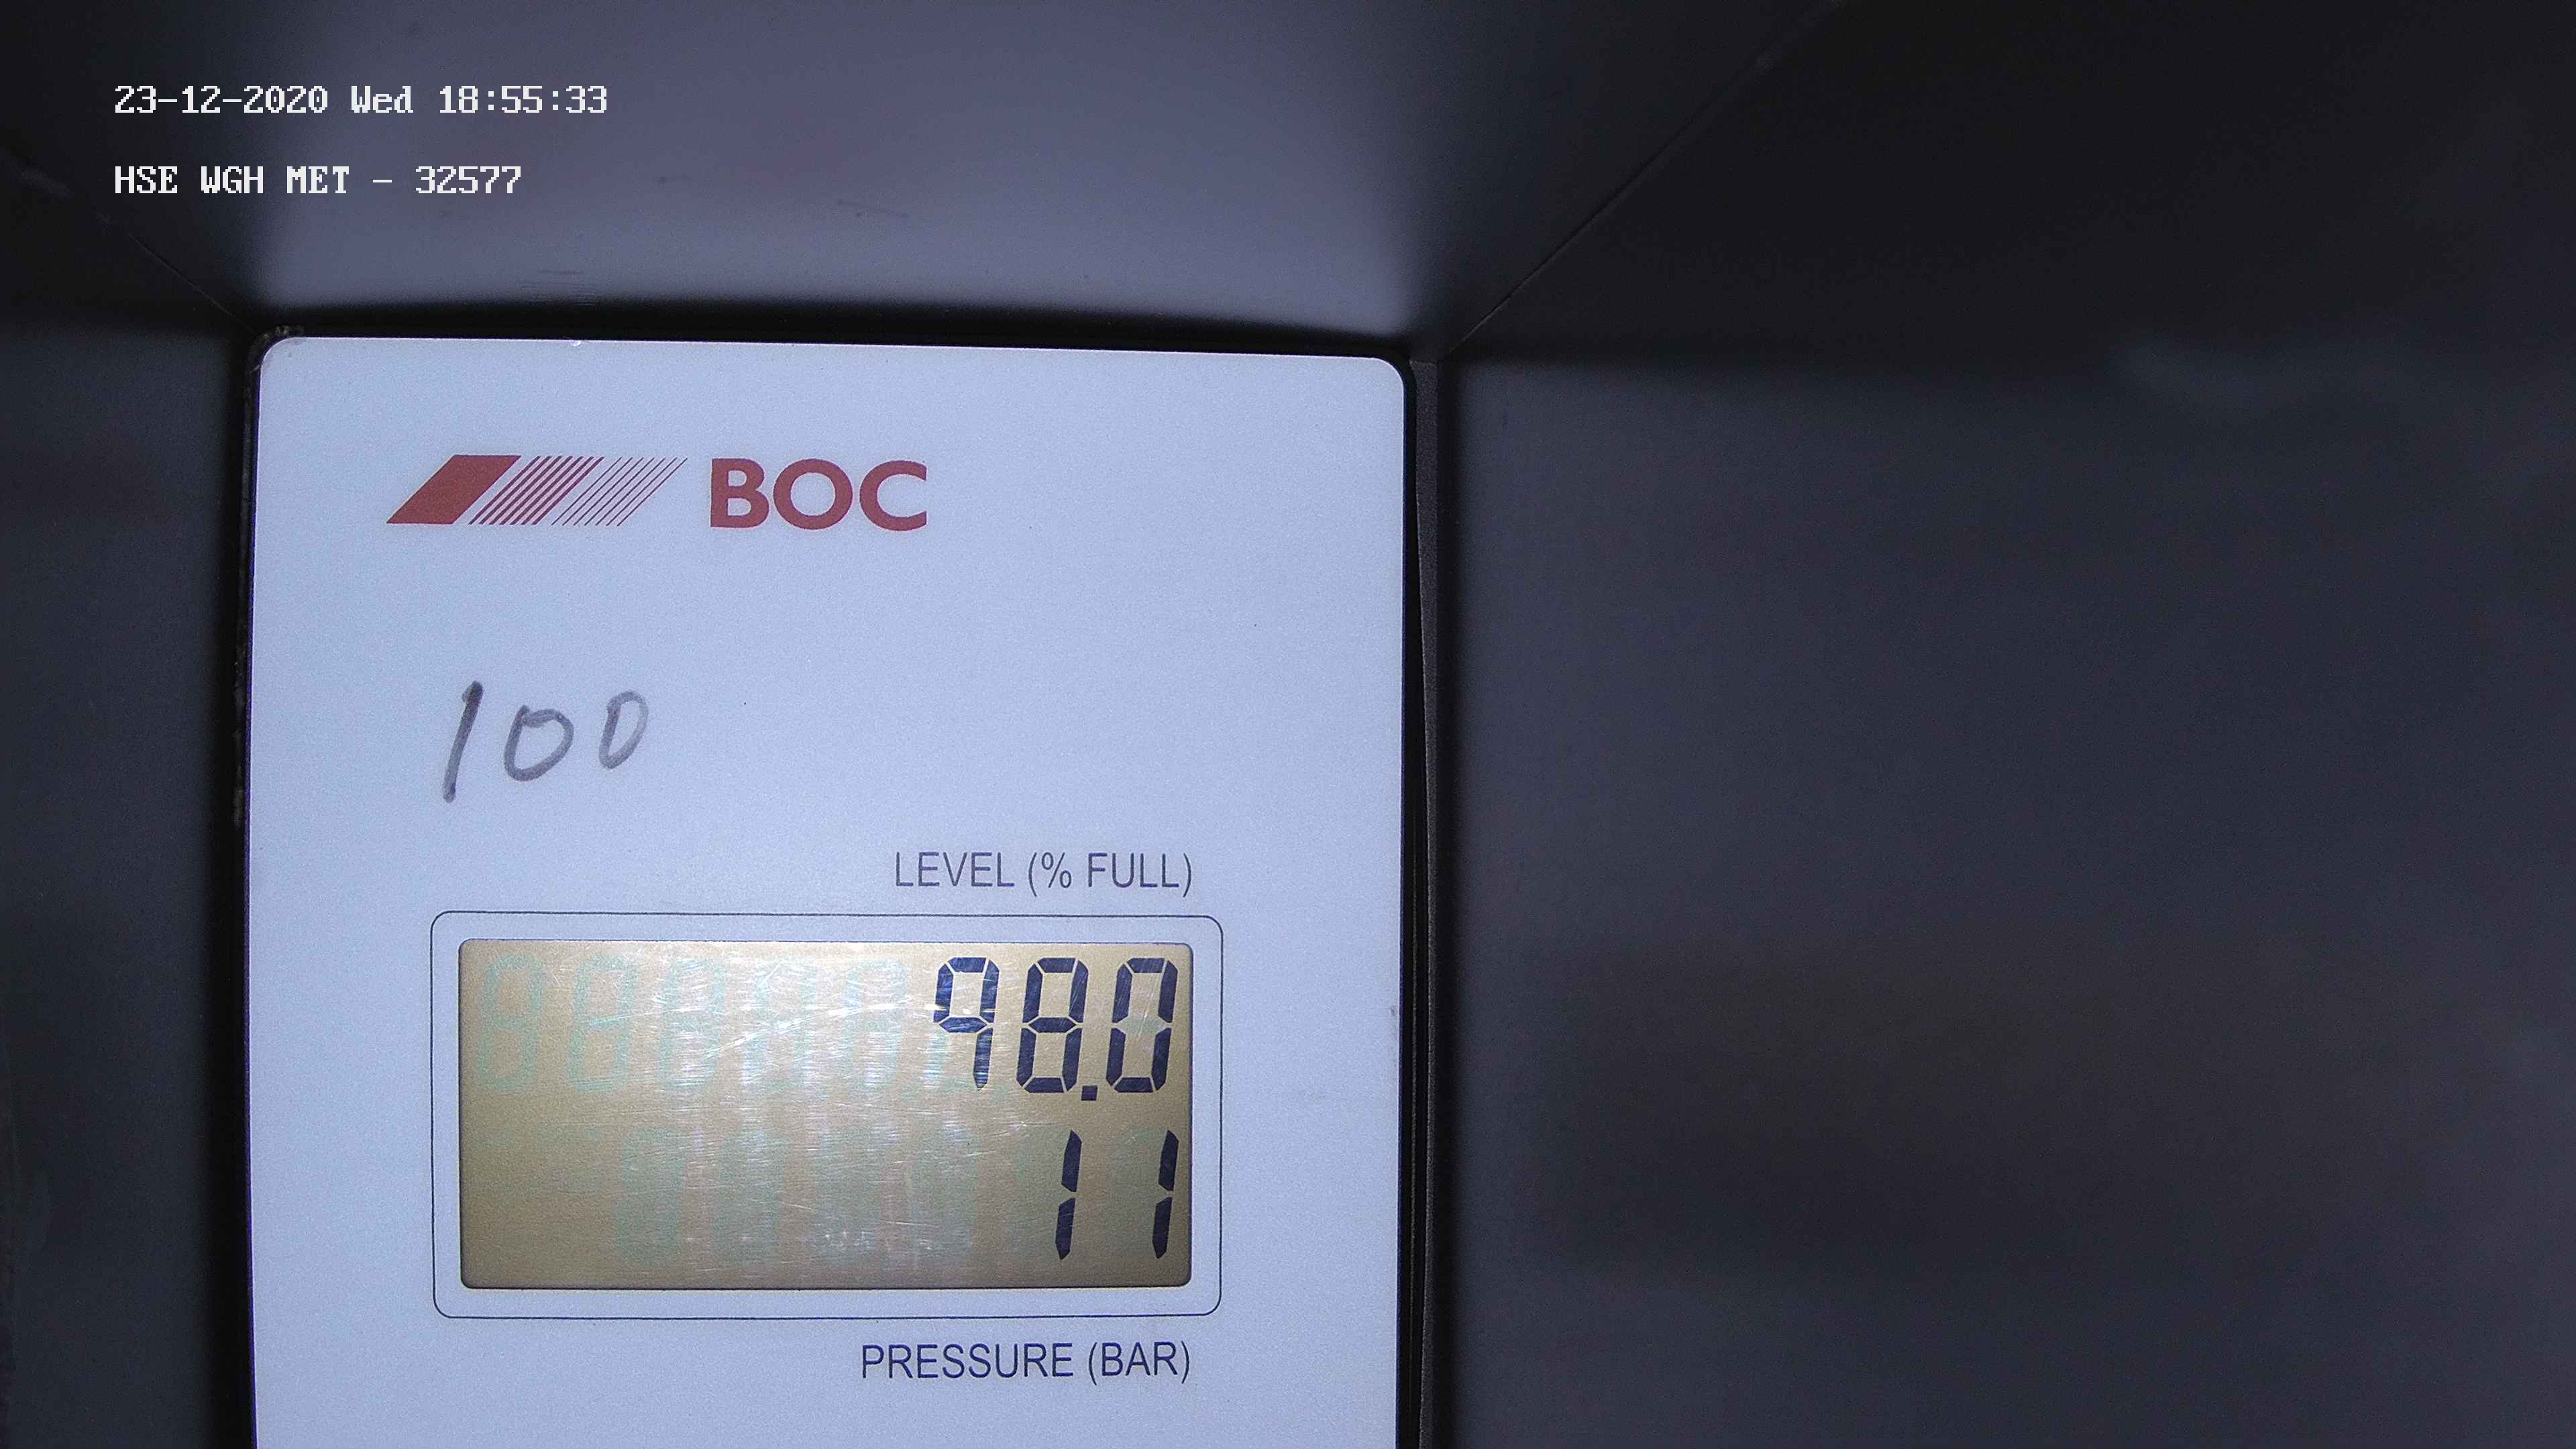 23-12-2020 Wed 18:55:33
HSE WGH MET - 32577
BOC
100
LEVEL (% FULL)
98.0
11
PRESSURE (BAR)